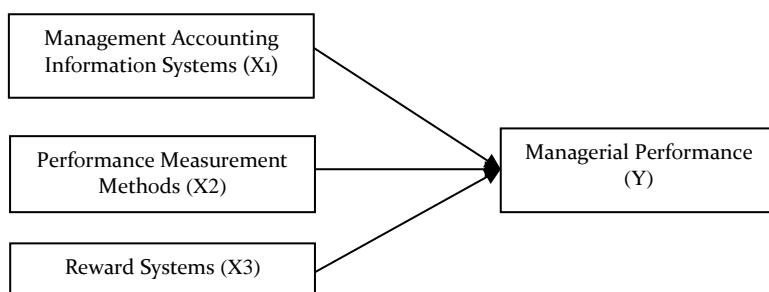 Management Accounting
Information Systems (X1)
Performance Measurement
Methods (X2)
Managerial Performance
(Y)
Reward Systems (X3)